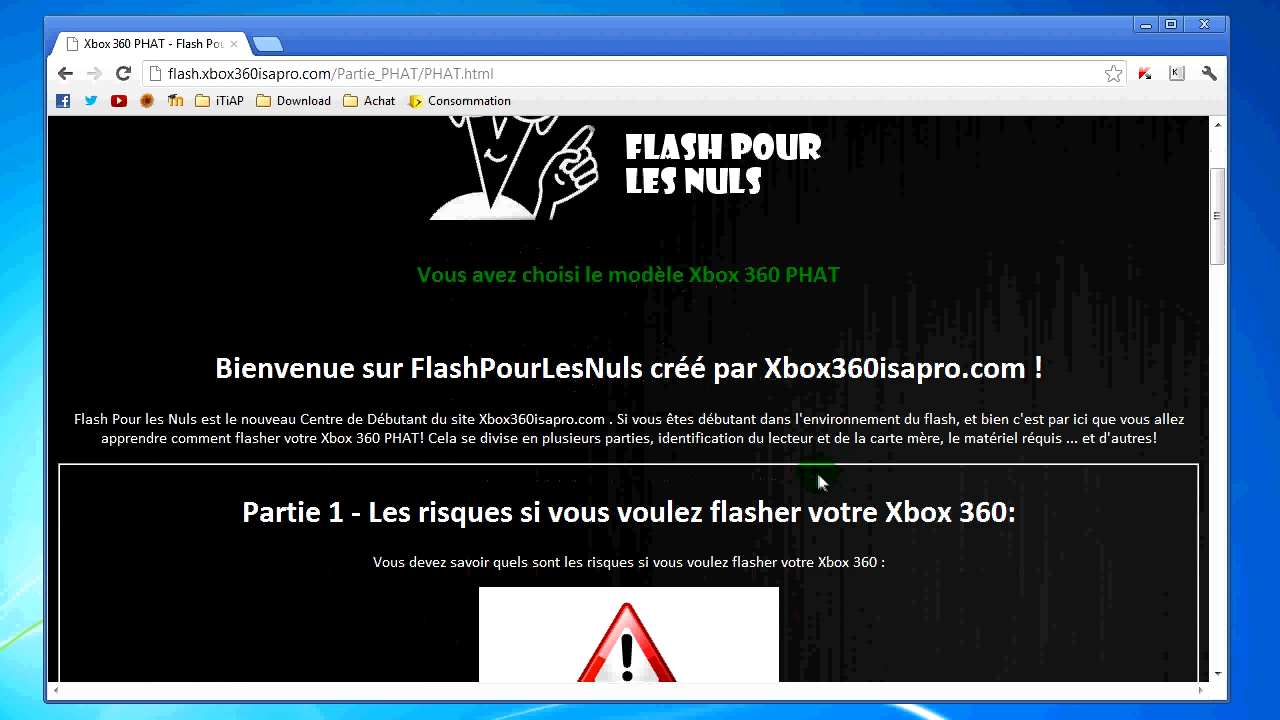 Xbox 360 PHAT - Flash Pou
flash.xbox360isapro.com/Partie_PHAT/PHAT.html
iTiAP
Download
Achat
Consommation
FLASH POUR
LES NULS
Vous avez choisi le modèle Xbox 360 PHAT
Bienvenue sur FlashPourLesNuls créé par Xbox360isapro.com !
Flash Pour les Nuls est le nouveau Centre de Débutant du site Xbox360isapro.com . Si vous êtes débutant dans l'environnement du flash, et bien c'est par ici que vous allez
apprendre comment flasher votre Xbox 360 PHAT! Cela se divise en plusieurs parties, identification du lecteur et de la carte mère, le matériel réquis ... et d'autres!
Partie 1 - Les risques si vous voulez flasher votre Xbox 360:
Vous devez savoir quels sont les risques si vous voulez flasher votre Xbox 360 :